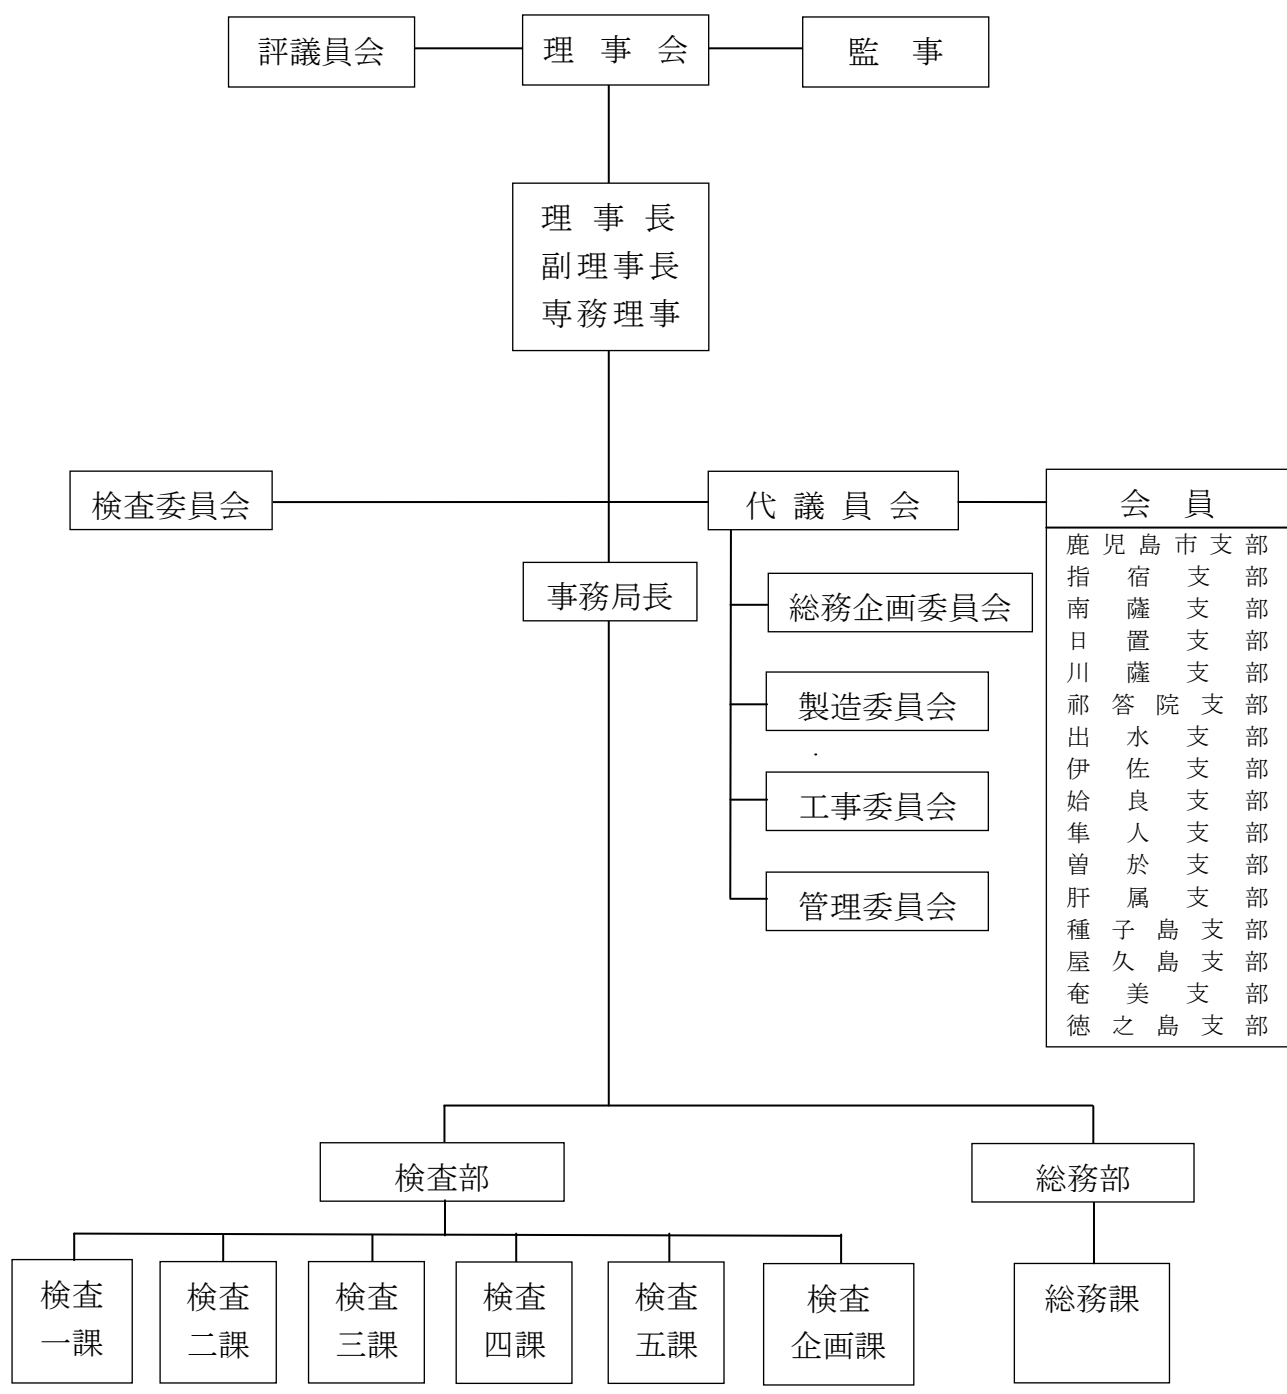 評議員会
理事会
監事
理事長
副理事長
専務理事
検査委員会
代議員会
会員
鹿児島市支部
指宿支部
南薩支部
日置支部
川薩支部
祁答院支部
出水支部
伊佐支部
姶良支部
隼人支部
曽於支部
肝属支部
種子島支部
屋久島支部
奄美支部
徳之島支部
事務局長
総務企画委員会
製造委員会
工事委員会
管理委員会
検査部
総務部
検査
一課
検査
二課
検査
三課
検査
四課
検査
五課
検査
企画課
総務課